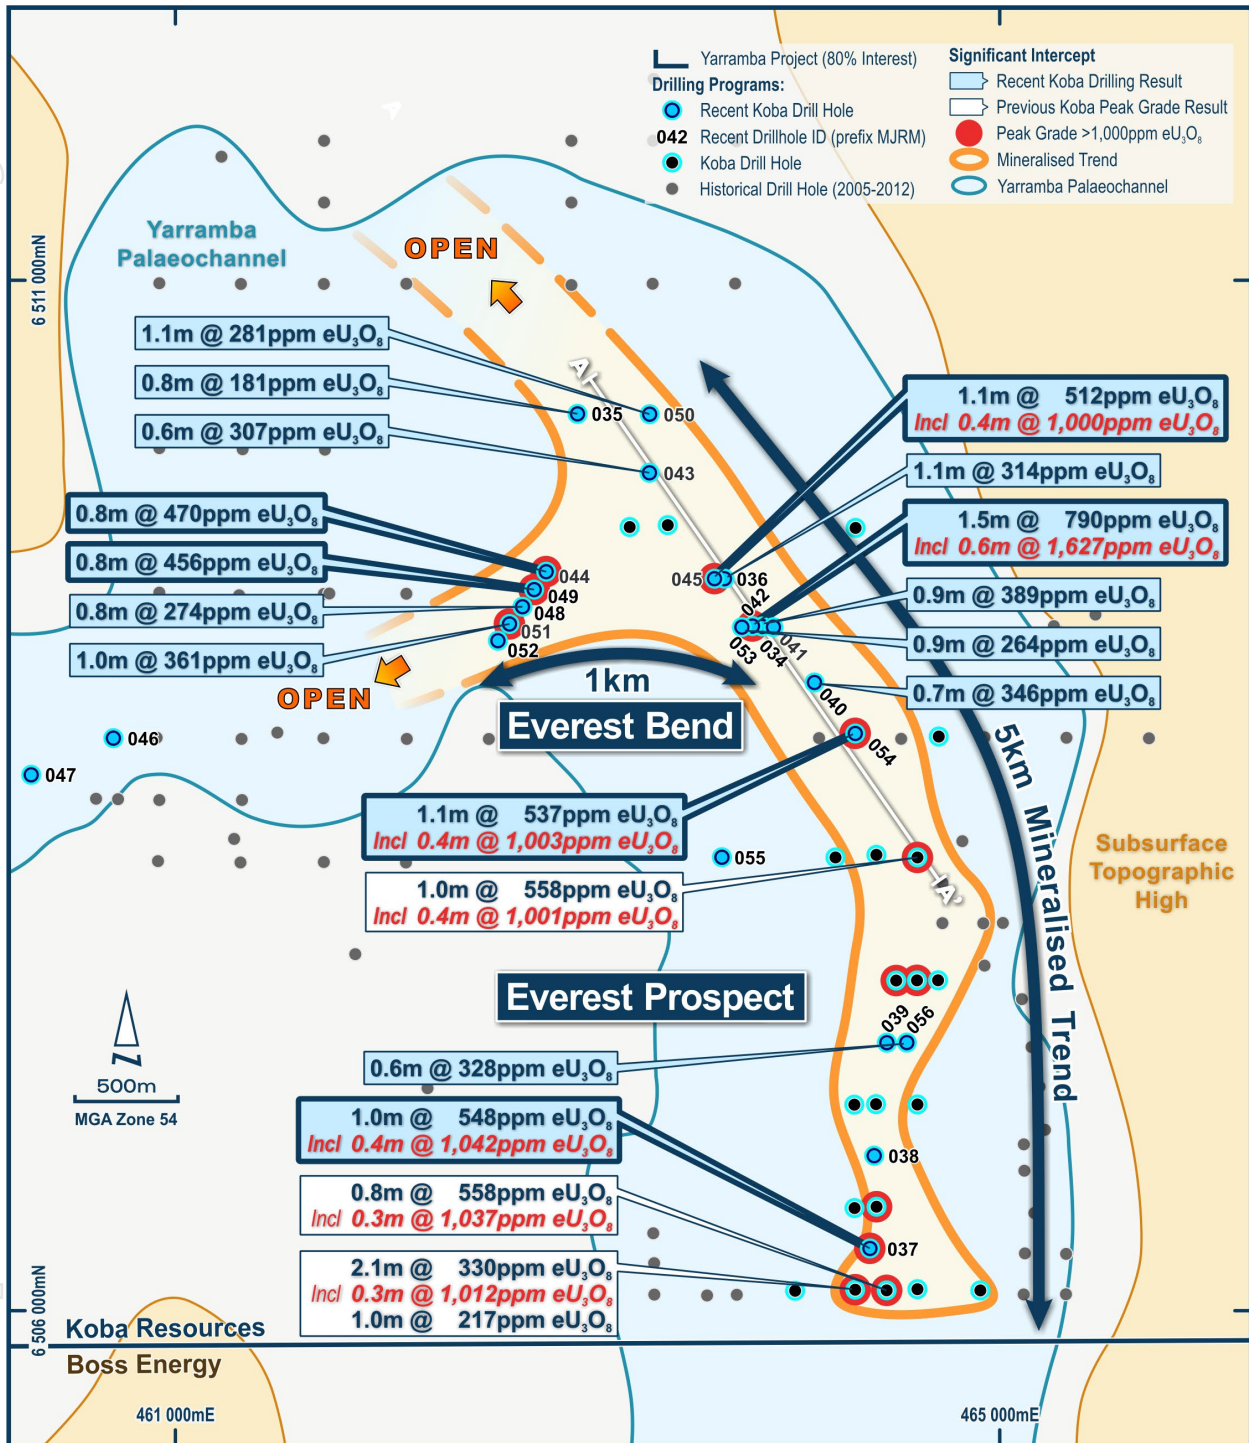 Yarramba Project (80% Interest)
Drilling Programs:
Recent Koba Drill Hole
042 Recent Drillhole ID (prefix MJRM)
Koba Drill Hole
Historical Drill Hole (2005-2012)
Significant Intercept
Recent Koba Drilling Result
Previous Koba Peak Grade Result
Peak Grade >1,000ppm eU₃O₈
Mineralised Trend
Yarramba Palaeochannel
A
Yarramba
Palaeochannel
OPEN
6 511 000mN
1.1m @ 281ppm eU₃O₈
0.8m @ 181ppm eU₃O₈
0.6m @ 307ppm eU₃O₈
A
035
050
043
1.1m @ 512ppm eU₃O₈
Incl 0.4m @ 1,000ppm eU₃O₈
1.1m @ 314ppm eU₃O₈
1.5m @ 790ppm eU₃O₈
Incl 0.6m @ 1,627ppm eU₃O₈
0.9m @ 389ppm eU₃O₈
0.9m @ 264ppm eU₃O₈
0.7m @ 346ppm eU₃O₈
0.8m @ 470ppm eU₃O₈
0.8m @ 456ppm eU₃O₈
0.8m @ 274ppm eU₃O₈
1.0m @ 361ppm eU₃O₈
044
049
048
051
052
045
036
042
053
034
041
040
054
OPEN
1km
Everest Bend
046
047
055
5km Mineralised Trend
Subsurface
Topographic
High
1.1m @ 537ppm eU₃O₈
Incl 0.4m @ 1,003ppm eU₃O₈
1.0m @ 558ppm eU₃O₈
Incl 0.4m @ 1,001ppm eU₃O₈
A'
Everest Prospect
039
056
0.6m @ 328ppm eU₃O₈
N
500m
MGA Zone 54
1.0m @ 548ppm eU₃O₈
Incl 0.4m @ 1,042ppm eU₃O₈
038
0.8m @ 558ppm eU₃O₈
Incl 0.3m @ 1,037ppm eU₃O₈
037
2.1m @ 330ppm eU₃O₈
Incl 0.3m @ 1,012ppm eU₃O₈
1.0m @ 217ppm eU₃O₈
6 506 000mN
Koba Resources
Boss Energy
461 000mE
465 000mE